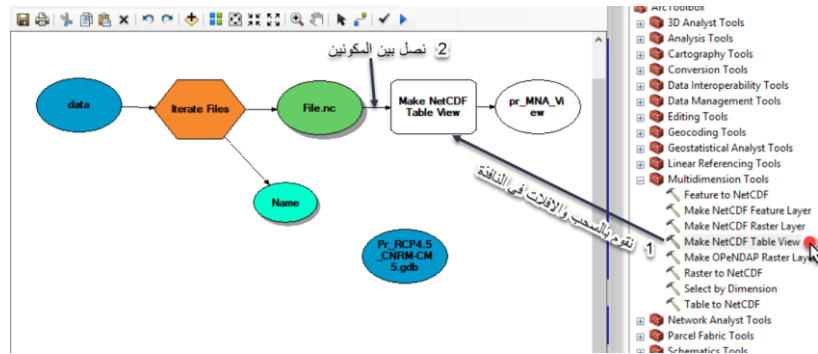 2 نصل بين المكونين
data
Iterate Files
File.nc
Make NetCDF
Table View
pr_MNA_Vi
ew
Name
1 نقوم بالسحب والافلات في النافذة
Pr_RCP4.5
_CNRM-CM
5.gdb
ArcToolbox
3D Analyst Tools
Analysis Tools
Cartography Tools
Conversion Tools
Data Interoperability Tools
Data Management Tools
Editing Tools
Geocoding Tools
Geostatistical Analyst Tools
Linear Referencing Tools
Multidimension Tools
Feature to NetCDF
Make NetCDF Feature Layer
Make NetCDF Raster Layer
Make NetCDF Table View
Make OPeNDAP Raster Lay
Raster to NetCDF
Select by Dimension
Table to NetCDF
Network Analyst Tools
Parcel Fabric Tools
Schematics Tools